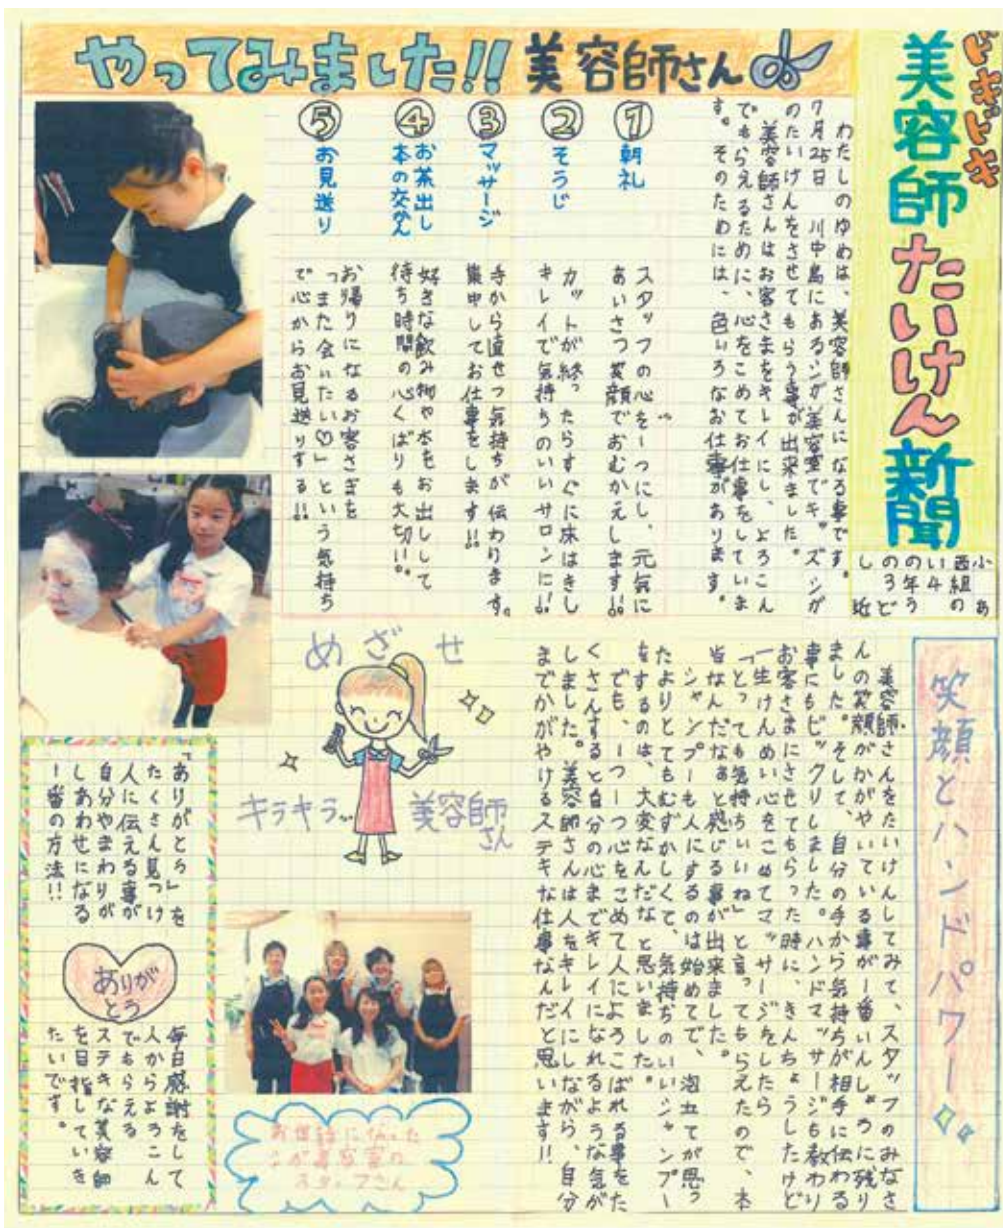 ドキドキ
美容師たいけん新聞
やってみました!!美容師さん
わたしのゆめは、美容師さんになる事です。
7月25日 川中島にあるシンガ美容室でキッズシンガ
のたいけんをさせてもらう事が出来ました。
美容師さんはお客さまをキレイにし、よろこん
でもらえるために、心をこめてお仕事をしていま
す。そのためには、色いろなお仕事があります。
①朝礼
スタッフの心を一つにし、元気に
あいさつ笑顔でおむかえします!!
②そうじ
カットが終ったらすぐに床はきし
キレイで気持ちのいいサロンに!!
③マッサージ
手から直せつ気持ちが伝わります。
集中してお仕事をします!!
④お茶出し
本の交かん
好きな飲み物や本をお出しして
待ち時間の心くばりも大切!!
⑤お見送り
お帰りになるお客さまを
「また会いたい♡」という気持ち
で心からお見送りする!!
笑顔とハンドパワー
美容師さんをたいけんしてみて、スタッフのみなさ
んの笑顔がかがやいている事が一番いんしょうに残り
ました。そして、自分の手から気持ちが相手に伝わる
事にもビックリしました。ハンドマッサージも教わり
お客さまにさせてもらった時に、きんちょうしたけど
一生けんめい心をこめてマッサージをしたら
「とっても気持ちいいね」と言ってもらえたので、本
当なんだなぁと感じる事が出来ました。
シャンプーも人にするのは始めてで、泡立てが思っ
たよりとてもむずかしくて、気持ちのいいシャンプー
をするのは、大変なんだなと思いました。
でも、一つ一つ心をこめて人によろこばれる事をた
くさんすると自分の心までキレイになれるような気が
しました。美容師さんは人をキレイにしながら、自分
までかがやけるステキな仕事なんだと思います!!
めざせ
キラキラッ
美容師さん
「ありがとう」を
たくさん見つけ
人に伝える事が
自分やまわりが
しあわせになる
一番の方法!!
ありがとう
毎日感謝をして
人からよろこん
でもらえる
ステキな美容師
を目指していき
たいです。
お世話になった
スタッフさん